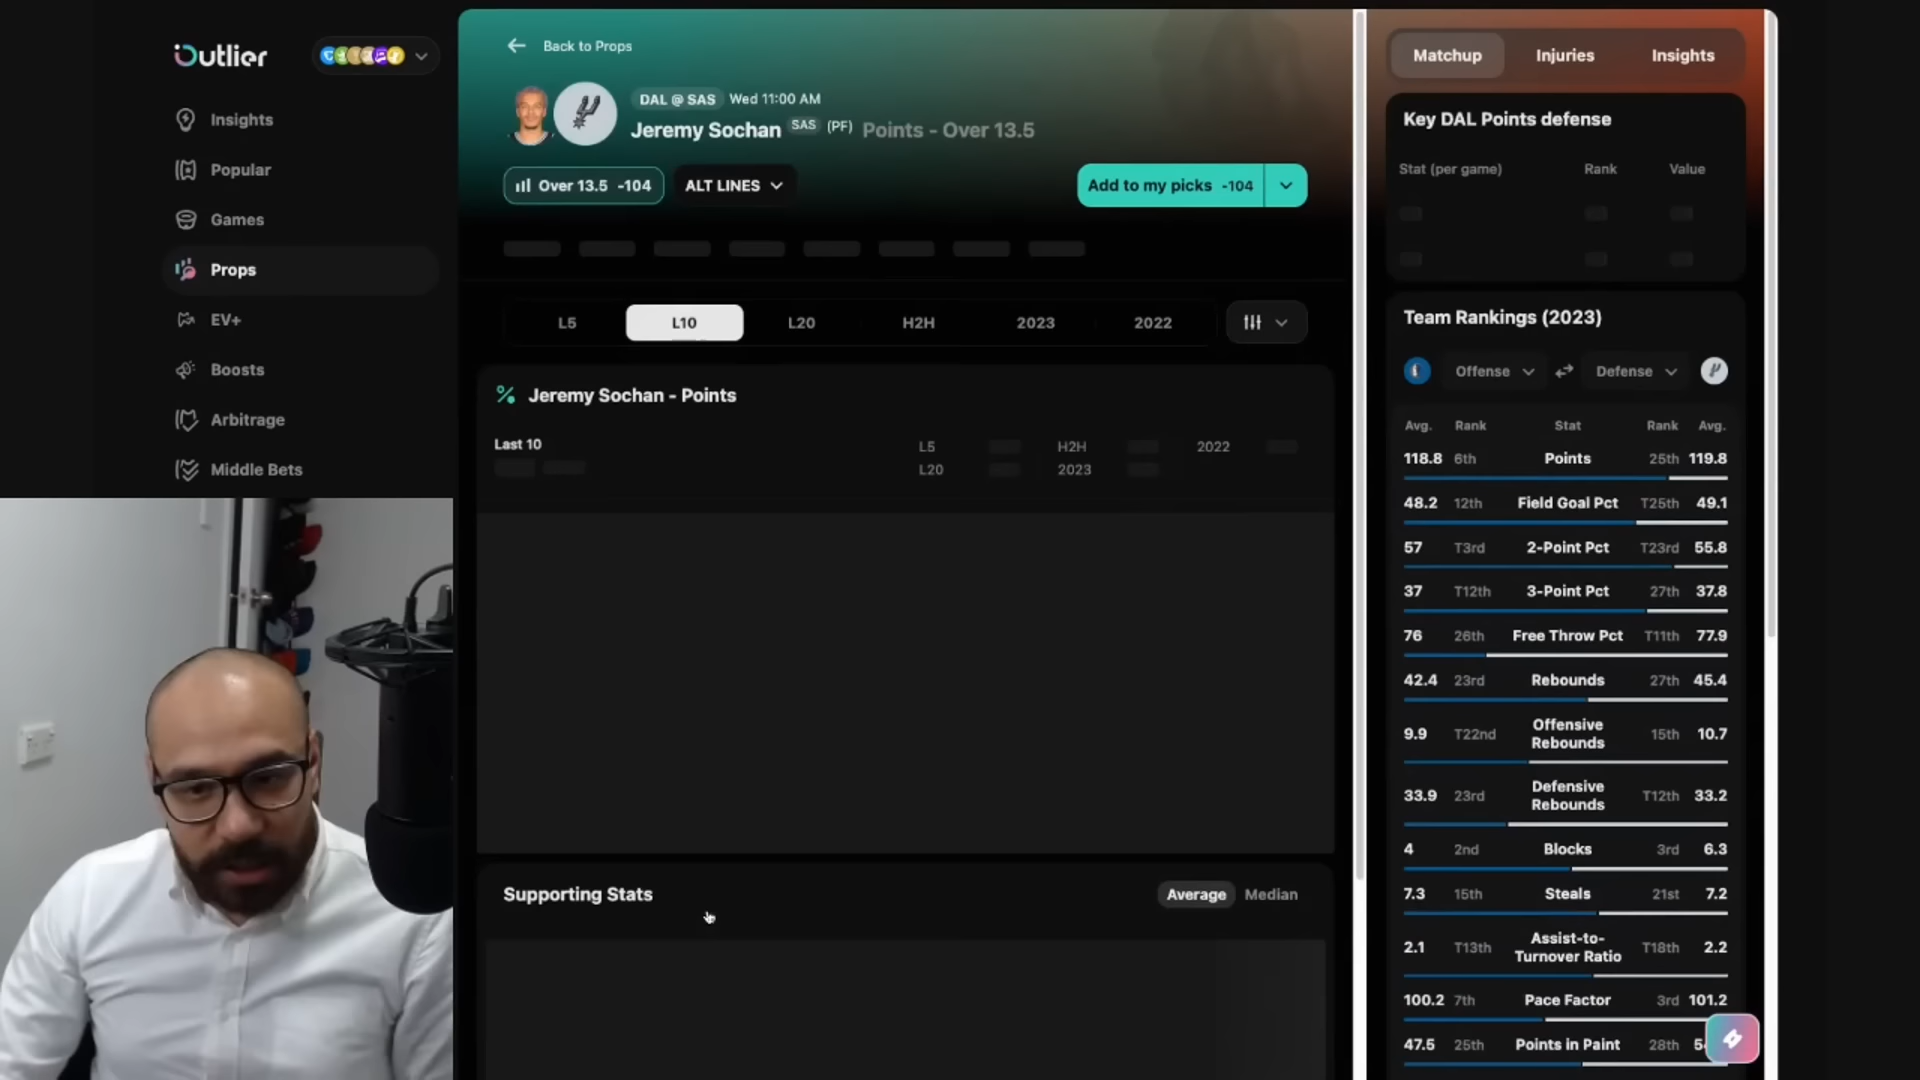 Outlier
Insights
Popular
Games
Props
EV+
Boosts
Arbitrage
Middle Bets
Back to Props
DAL @ SAS Wed 11:00 AM
Jeremy Sochan SAS (PF) Points - Over 13.5
Over 13.5 -104 ALT LINES
Add to my picks -104
L5 L10 L20 H2H 2023 2022
Jeremy Sochan - Points
Last 10
L5 H2H 2022
L20 2023
Supporting Stats
Average Median
Matchup Injuries Insights
Key DAL Points defense
Stat (per game) Rank Value
Team Rankings (2023)
Offense Defense
Avg. Rank Stat Rank Avg.
118.8 6th Points 25th 119.8
48.2 12th Field Goal Pct T25th 49.1
57 T3rd 2-Point Pct T23rd 55.8
37 T12th 3-Point Pct 27th 37.8
76 26th Free Throw Pct T11th 77.9
42.4 23rd Rebounds 27th 45.4
9.9 T22nd Offensive Rebounds 15th 10.7
33.9 23rd Defensive Rebounds T12th 33.2
4 2nd Blocks 3rd 6.3
7.3 15th Steals 21st 7.2
2.1 T13th Assist-to-Turnover Ratio T18th 2.2
100.2 7th Pace Factor 3rd 101.2
47.5 25th Points in Paint 28th